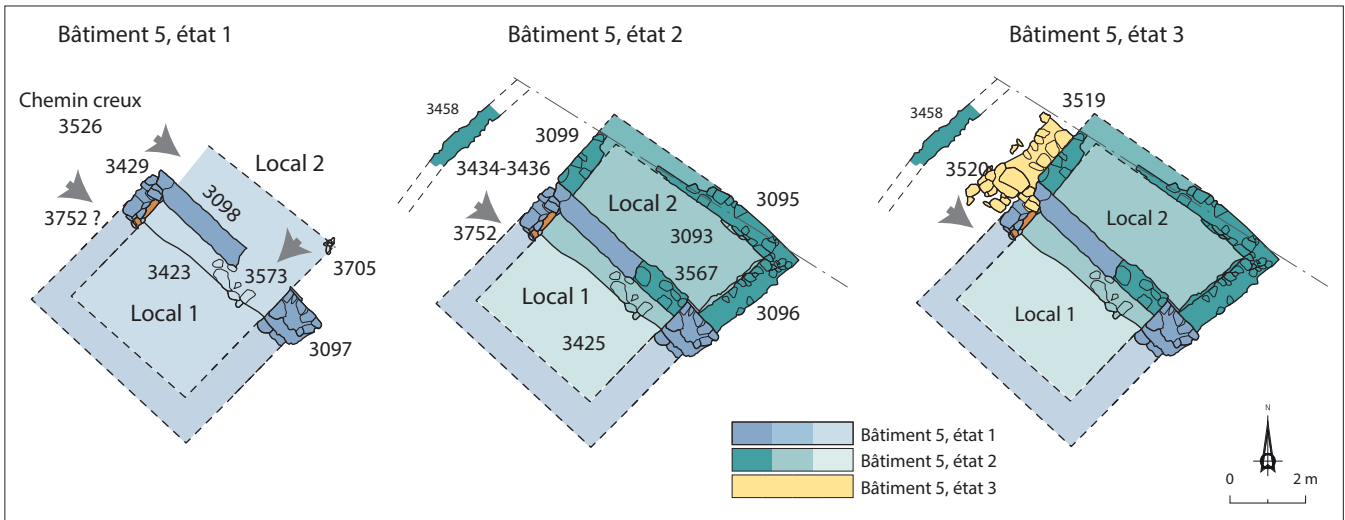 Bâtiment 5, état 1
Chemin creux
3526
3429
Local 2
3098
3752 ?
3423
3573
3705
Local 1
3097
Bâtiment 5, état 2
3458
3099
3434-3436
3095
Local 2
3752
3093
3567
Local 1
3096
3425
Bâtiment 5, état 3
3458
3519
3520
Local 2
Local 1
Bâtiment 5, état 1
Bâtiment 5, état 2
Bâtiment 5, état 3
N
0 2 m